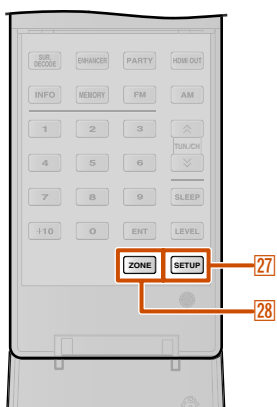 SUR. DECODE ENHANCER PARTY HDMI OUT
INFO MEMORY FM AM
1 2 3
TUN./CH
4 5 6
7 8 9 SLEEP
+10 0 ENT LEVEL
ZONE SETUP 27
28